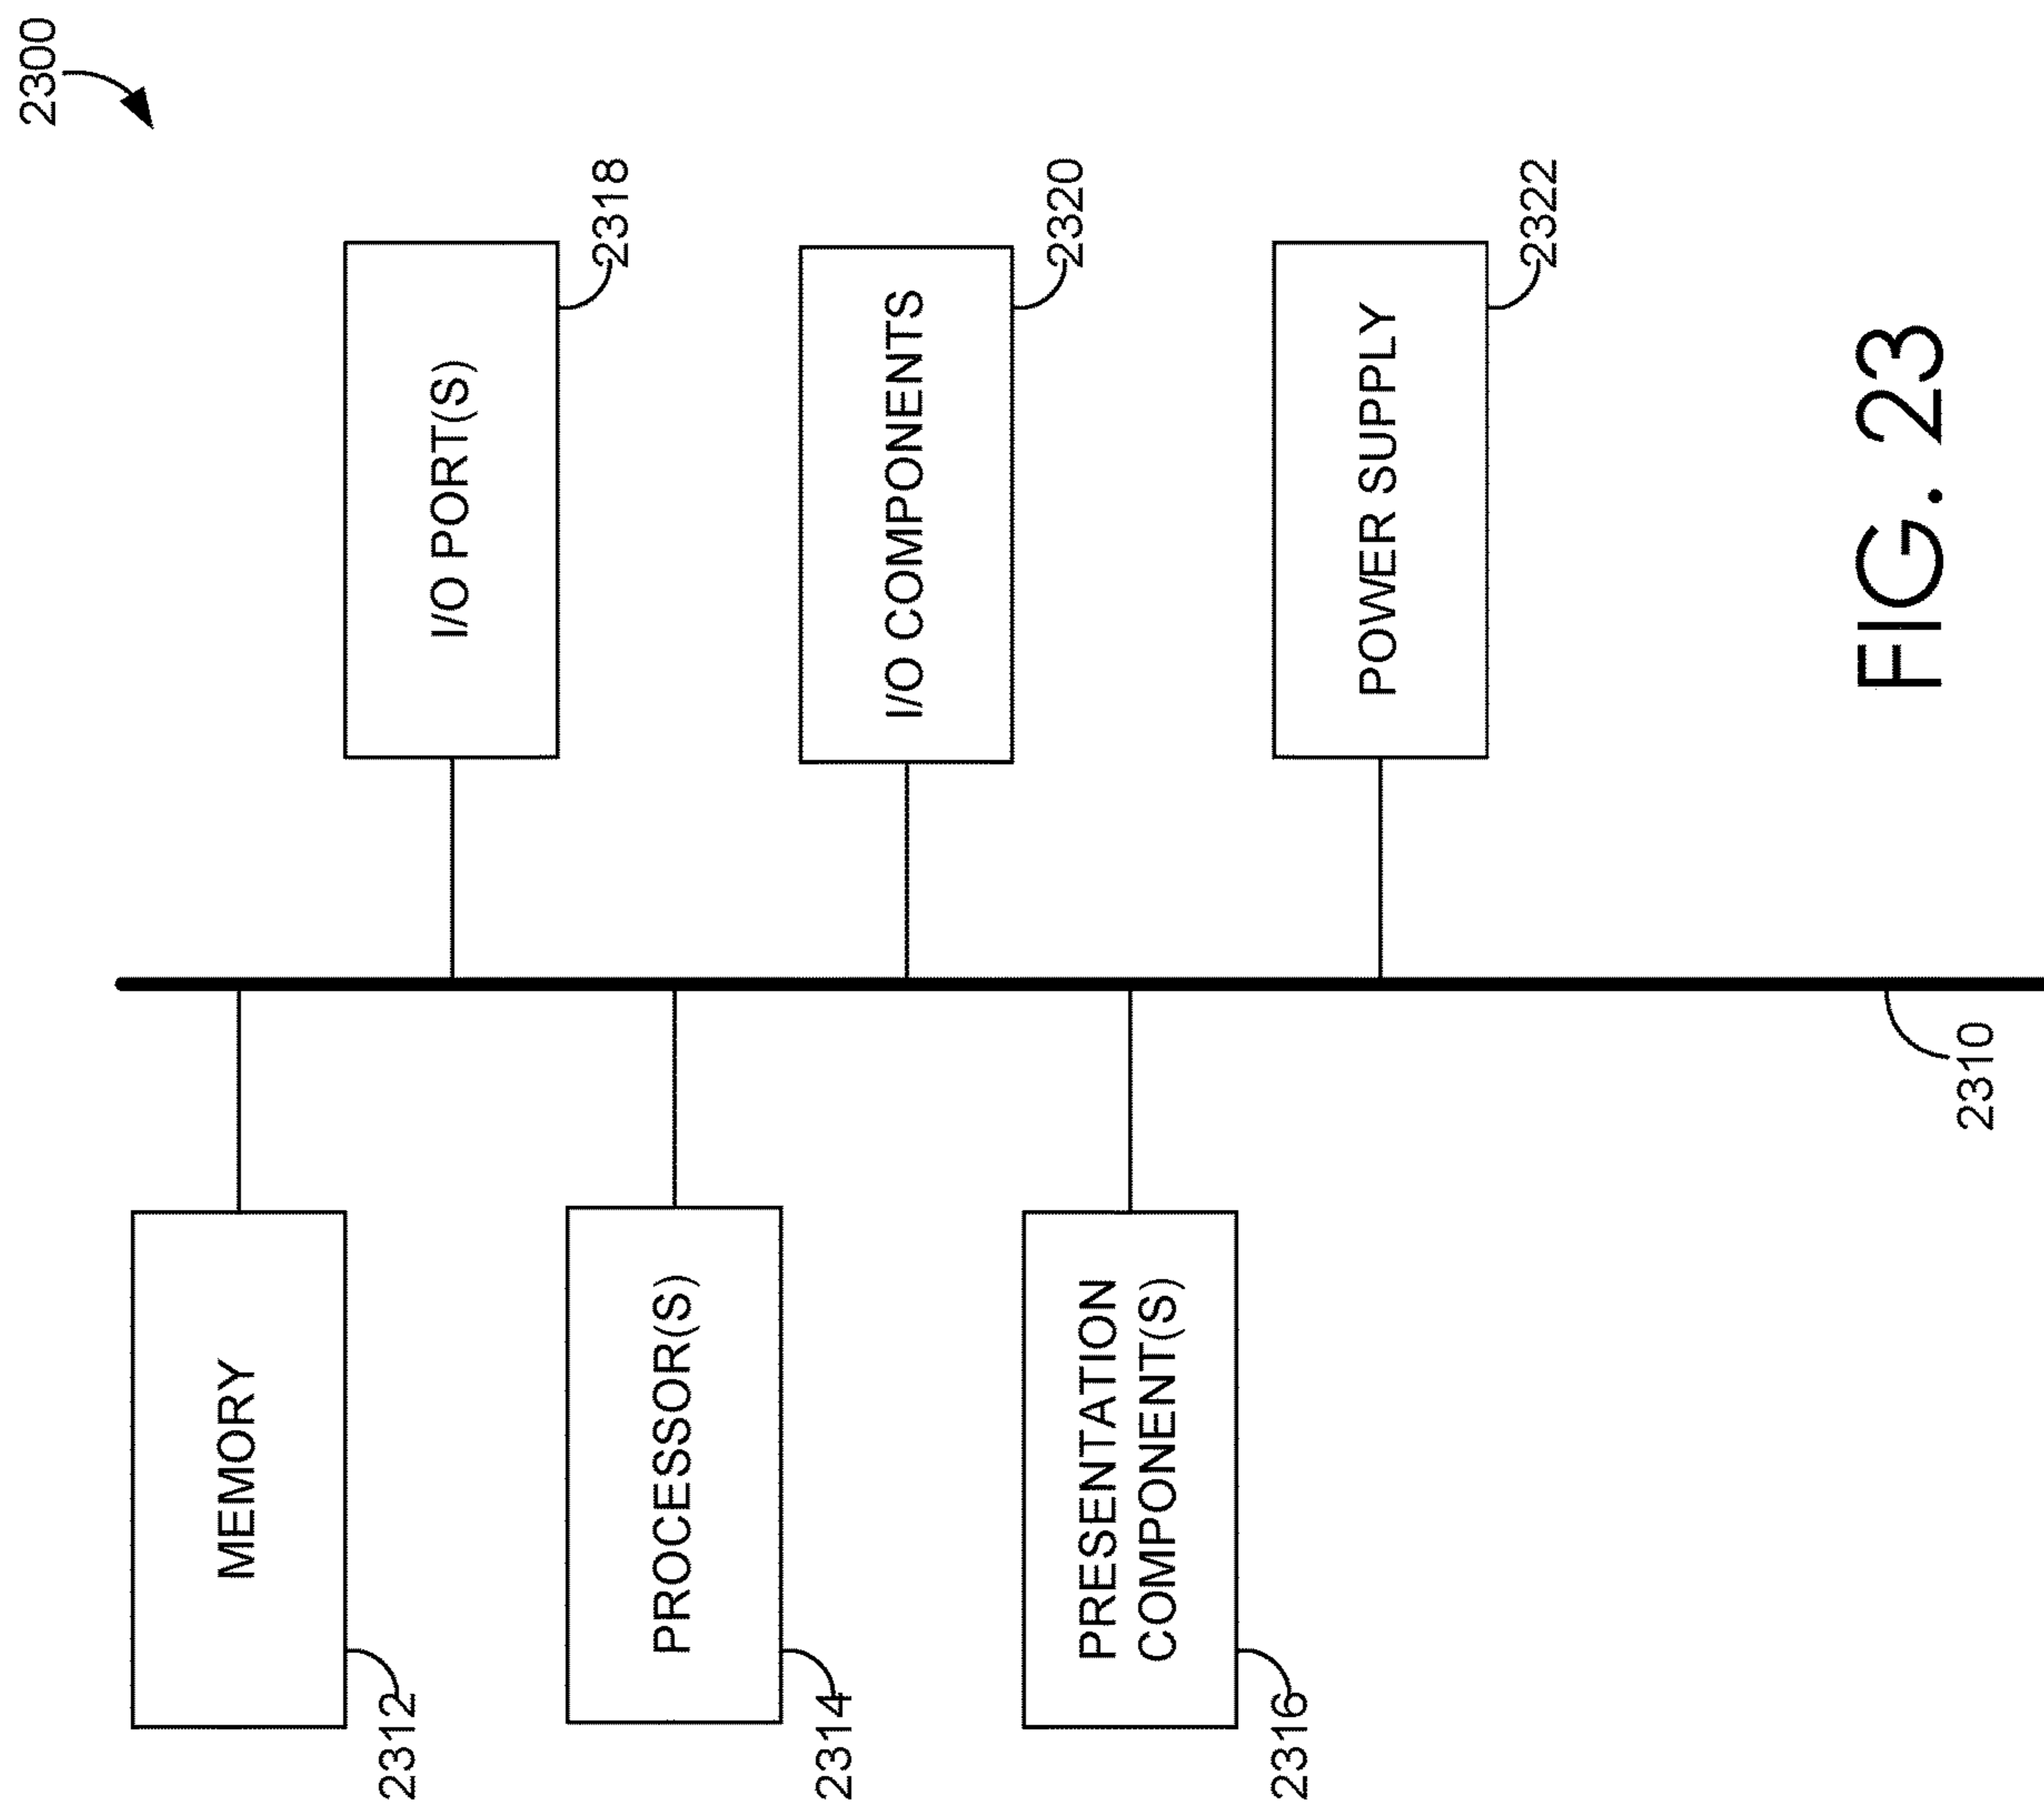 2300
MEMORY
2312
PROCESSOR(S)
2314
PRESENTATION
COMPONENT(S)
2316
I/O PORT(S)
2318
I/O COMPONENTS
2320
POWER SUPPLY
2322
2310
FIG. 23